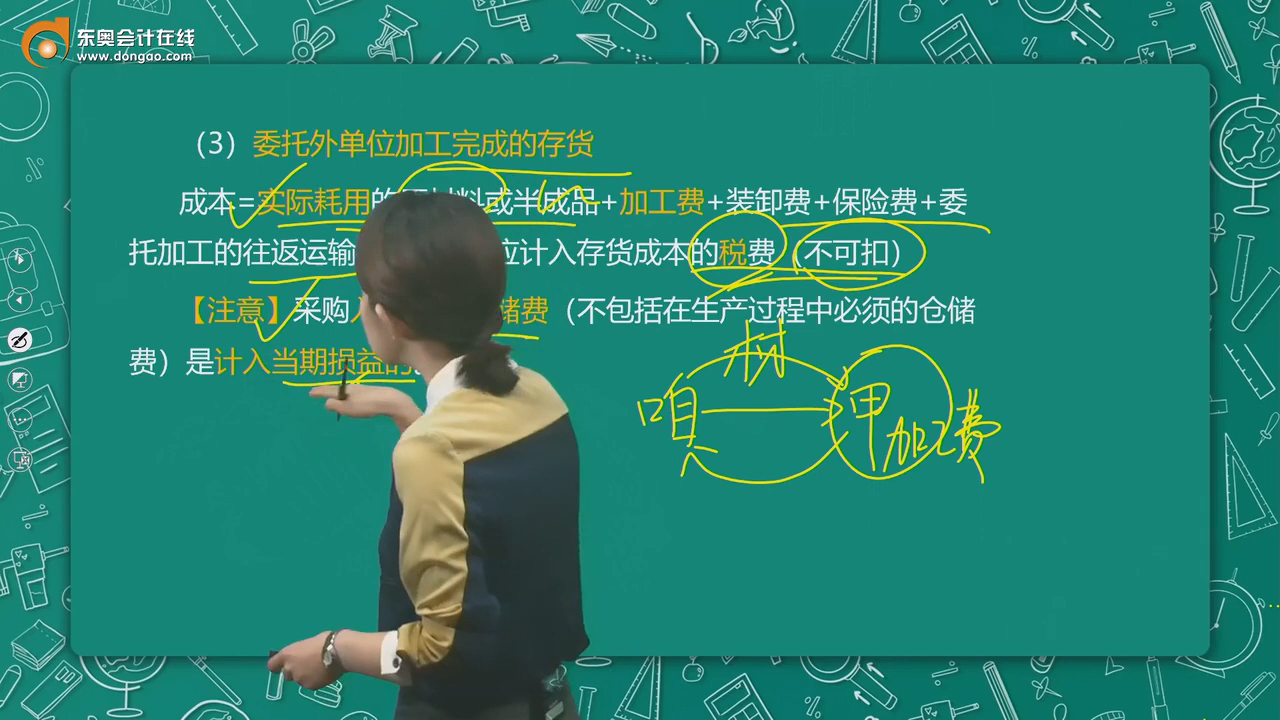 东奥会计在线
www.dongao.com
（3）委托外单位加工完成的存货
成本=实际耗用的 料或半成品+加工费+装卸费+保险费+委
托加工的往返运输 应计入存货成本的税费（不可扣）
【注意】采购 储费（不包括在生产过程中必须的仓储
费）是计入当期损益的。
树
呗 甲 加工费